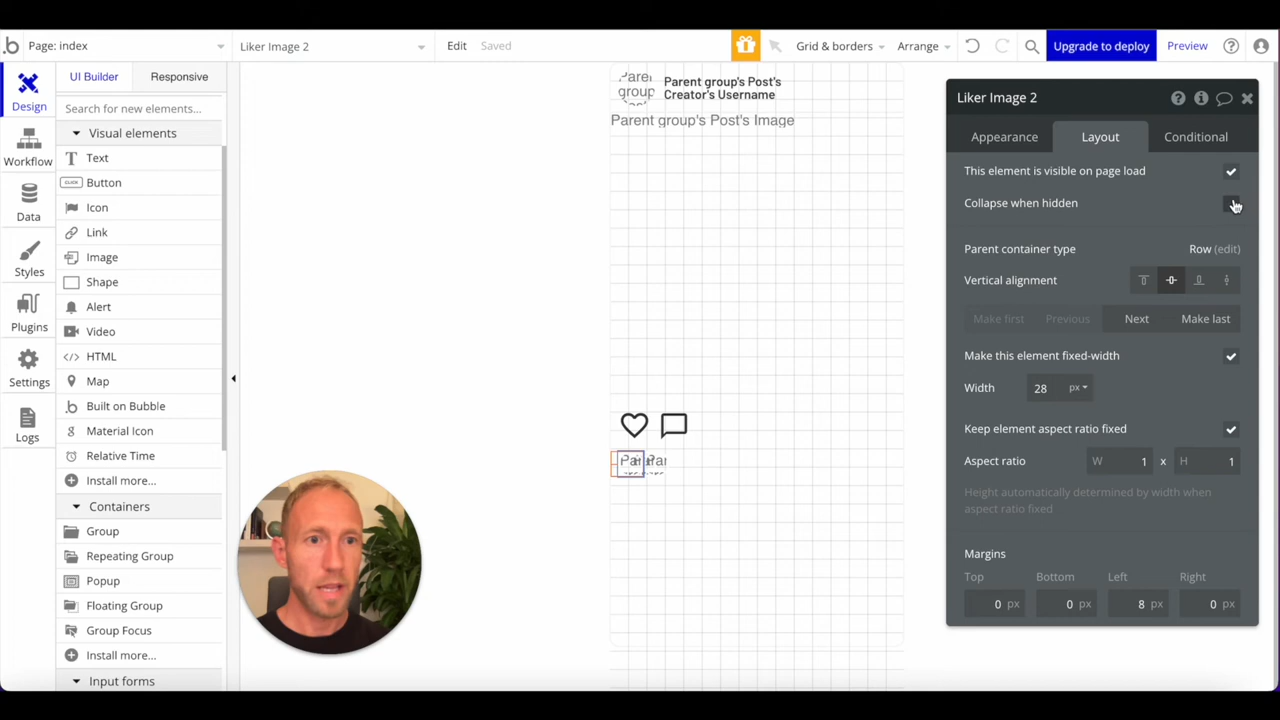 Page: index
Liker Image 2
Edit
Saved
Grid & borders
Arrange
Upgrade to deploy
Preview
Design
Workflow
Data
Styles
Plugins
Settings
Logs
UI Builder
Responsive
Search for new elements...
Visual elements
Text
CLICK
Button
Icon
Link
Image
Shape
Alert
Video
</> HTML
Map
Built on Bubble
Material Icon
Relative Time
Install more...
Containers
Group
Repeating Group
Popup
Floating Group
Group Focus
Install more...
Input forms
Parent group's Post's
Creator's Username
Parent group's Post's Image
Liker Image 2
Appearance
Layout
Conditional
This element is visible on page load
Collapse when hidden
Parent container type
Row (edit)
Vertical alignment
Make first
Previous
Next
Make last
Make this element fixed-width
Width
28
px
Keep element aspect ratio fixed
Aspect ratio
W
1
x
H
1
Height automatically determined by width when
aspect ratio fixed
Margins
Top
Bottom
Left
Right
0 px
0 px
8 px
0 px